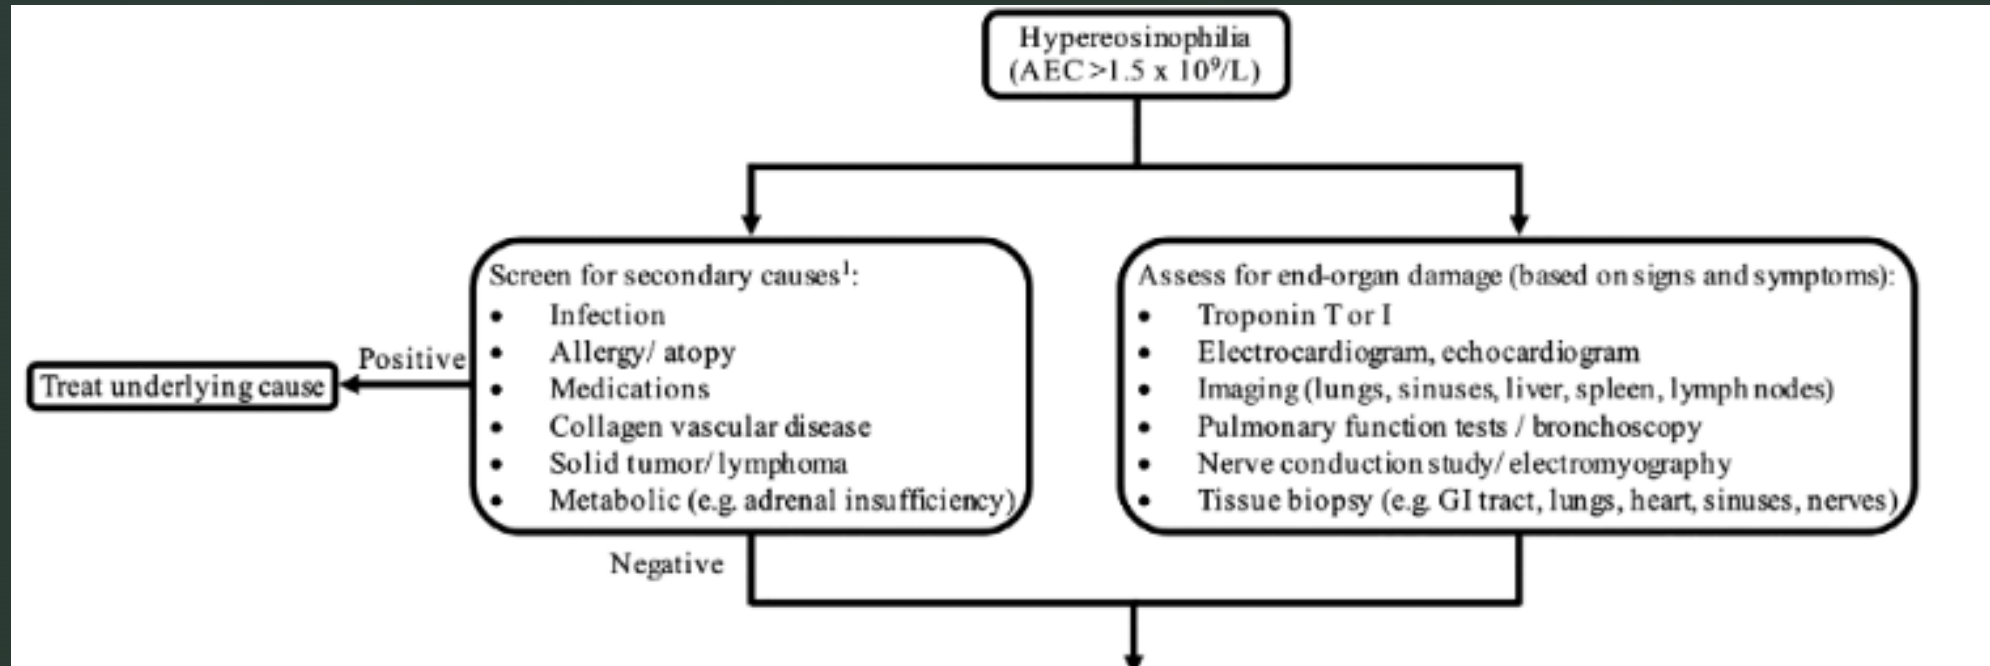 Hypereosinophilia
(AEC >1.5 x 10⁹/L)
Screen for secondary causes¹:
• Infection
• Allergy/ atopy
• Medications
• Collagen vascular disease
• Solid tumor/ lymphoma
• Metabolic (e.g. adrenal insufficiency)
Positive
Treat underlying cause
Negative
Assess for end-organ damage (based on signs and symptoms):
• Troponin T or I
• Electrocardiogram, echocardiogram
• Imaging (lungs, sinuses, liver, spleen, lymph nodes)
• Pulmonary function tests / bronchoscopy
• Nerve conduction study/ electromyography
• Tissue biopsy (e.g. GI tract, lungs, heart, sinuses, nerves)